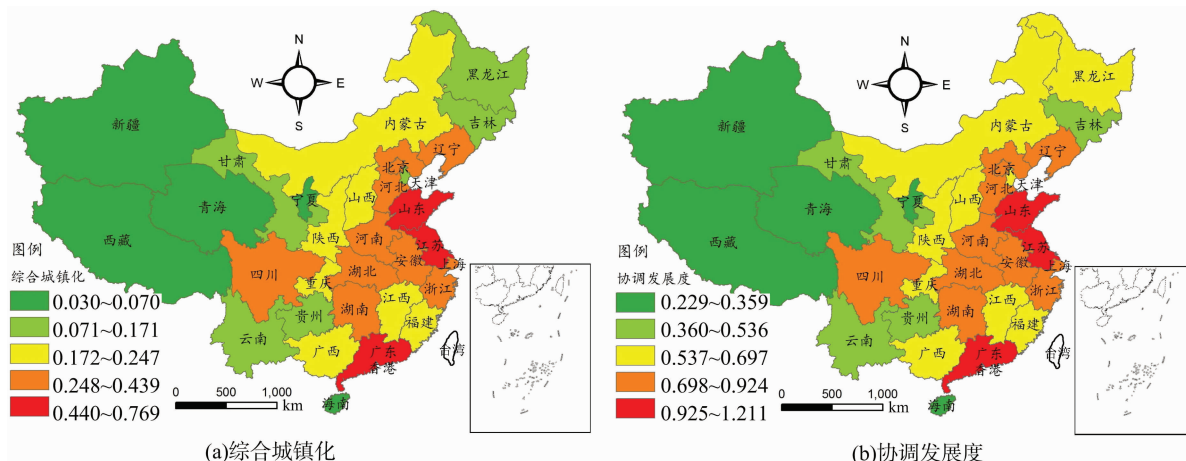 N
W E
S
新疆
西藏
青海
甘肃
宁夏
内蒙古
黑龙江
吉林
辽宁
北京
天津
河北
山西
山东
陕西
河南
江苏
安徽
上海
四川
重庆
湖北
浙江
湖南
江西
福建
贵州
云南
广西
广东
香港
台湾
海南
图例
综合城镇化
0.030~0.070
0.071~0.171
0.172~0.247
0.248~0.439
0.440~0.769
0 500 1,000
km
(a)综合城镇化
N
W E
S
新疆
西藏
青海
甘肃
宁夏
内蒙古
黑龙江
吉林
辽宁
北京
天津
河北
山西
山东
陕西
河南
江苏
安徽
上海
四川
重庆
湖北
浙江
湖南
江西
福建
贵州
云南
广西
广东
香港
台湾
海南
图例
协调发展度
0.229~0.359
0.360~0.536
0.537~0.697
0.698~0.924
0.925~1.211
0 500 1,000
km
(b)协调发展度